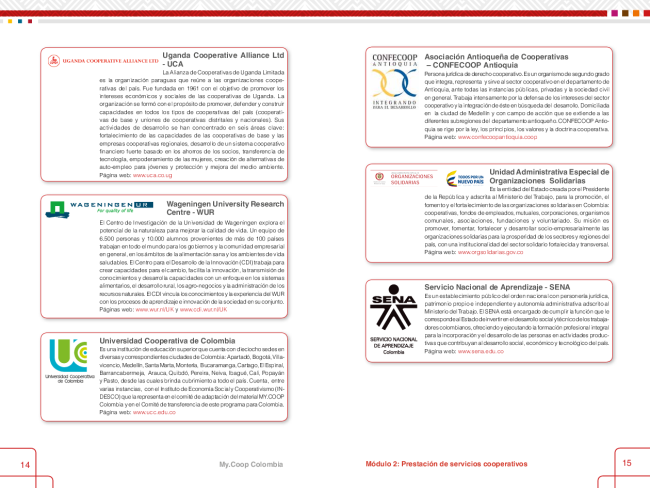 UGANDA COOPERATIVE ALLIANCE LTD
Uganda Cooperative Alliance Ltd
- UCA
La Alianza de Cooperativas de Uganda Limitada
es la organización paraguas que reúne a las organizaciones coope-
rativas del país. Fue fundada en 1961 con el objetivo de promover los
intereses económicos y sociales de las cooperativas de Uganda. La
organización se formó con el propósito de promover, defender y construir
capacidades en todos los tipos de cooperativas del país (cooperati-
vas de base y uniones de cooperativas distritales y nacionales). Sus
actividades de desarrollo se han concentrado en seis áreas clave:
fortalecimiento de las capacidades de las cooperativas de base y las
empresas cooperativas regionales, desarrollo de un sistema cooperativo
financiero fuerte basado en los ahorros de los socios, transferencia de
tecnología, empoderamiento de las mujeres, creación de alternativas de
auto-empleo para jóvenes y protección y mejora del medio ambiente.
Página web: www.uca.co.ug
WAGENINGEN UR
For quality of life
Wageningen University Research
Centre - WUR
El Centro de Investigación de la Universidad de Wageningen explora el
potencial de la naturaleza para mejorar la calidad de vida. Un equipo de
6.500 personas y 10.000 alumnos provenientes de más de 100 países
trabajan en todo el mundo para los gobiernos y la comunidad empresarial
en general, en los ámbitos de la alimentación sana y los ambientes de vida
saludables. El Centro para el Desarrollo de la Innovación (CDI) trabaja para
crear capacidades para el cambio, facilita la innovación, la transmisión de
conocimientos y desarrolla capacidades con un enfoque en los sistemas
alimentarios, el desarrollo rural, los agro-negocios y la administración de los
recursos naturales. El CDI vincula los conocimientos y la experiencia del WUR
con los procesos de aprendizaje e innovación de la sociedad en su conjunto.
Páginas web: www.wur.nl/UK y www.cdi.wur.nl/UK
Universidad Cooperativa
de Colombia
Universidad Cooperativa de Colombia
Es una institución de educación superior que cuenta con dieciocho sedes en
diversas y correspondientes ciudades de Colombia: Apartadó, Bogotá, Villa-
vicencio, Medellín, Santa Marta, Montería, Bucaramanga, Cartago, El Espinal,
Barrancabermeja, Arauca, Quibdó, Pereira, Neiva, Ibagué, Cali, Popayán
y Pasto, desde las cuales brinda cubrimiento a todo el país. Cuenta, entre
varias instancias, con el Instituto de Economía Social y Cooperativismo (IN-
DESCO) que la representa en el comité de adaptación del material MY.COOP
Colombia y en el Comité de transferencia de este programa para Colombia.
Página web: www.ucc.edu.co
14
My.Coop Colombia
CONFECOOP
ANTIOQUIA
INTEGRANDO
PARA EL DESARROLLO
Asociación Antioqueña de Cooperativas
– CONFECOOP Antioquia
Persona jurídica de derecho cooperativo. Es un organismo de segundo grado
que integra, representa y sirve al sector cooperativo en el departamento de
Antioquia, ante todas las instancias públicas, privadas y la sociedad civil
en general. Trabaja intensamente por la defensa de los intereses del sector
cooperativo y la integración de éste en búsqueda del desarrollo. Domiciliada
en la ciudad de Medellín y con campo de acción que se extiende a las
diferentes subregiones del departamento antioqueño. CONFECOOP Antio-
quia se rige por la ley, los principios, los valores y la doctrina cooperativa.
Página web: www.confecoopantioquia.coop
ORGANIZACIONES
SOLIDARIAS
TODOS POR UN
NUEVO PAÍS
Unidad Administrativa Especial de
Organizaciones Solidarias
Es la entidad del Estado creada por el Presidente
de la República y adscrita al Ministerio del Trabajo, para la promoción, el
fomento y el fortalecimiento de las organizaciones solidarias en Colombia:
cooperativas, fondos de empleados, mutuales, corporaciones, organismos
comunales, asociaciones, fundaciones y voluntariado. Su misión es
promover, fomentar, fortalecer y desarrollar socio-empresarialmente las
organizaciones solidarias para la prosperidad de los sectores y regiones del
país, con una institucionalidad del sector solidario fortalecida y transversal.
Página web: www.orgsolidarias.gov.co
SENA
SERVICIO NACIONAL
DE APRENDIZAJE
Colombia
Servicio Nacional de Aprendizaje - SENA
Es un establecimiento público del orden nacional con personería jurídica,
patrimonio propio e independiente y autonomía administrativa adscrito al
Ministerio del Trabajo. El SENA está encargado de cumplir la función que le
corresponde al Estado de invertir en el desarrollo social y técnico de los trabaja-
dores colombianos, ofreciendo y ejecutando la formación profesional integral
para la incorporación y el desarrollo de las personas en actividades produc-
tivas que contribuyan al desarrollo social, económico y tecnológico del país.
Página web: www.sena.edu.co
Módulo 2: Prestación de servicios cooperativos
15